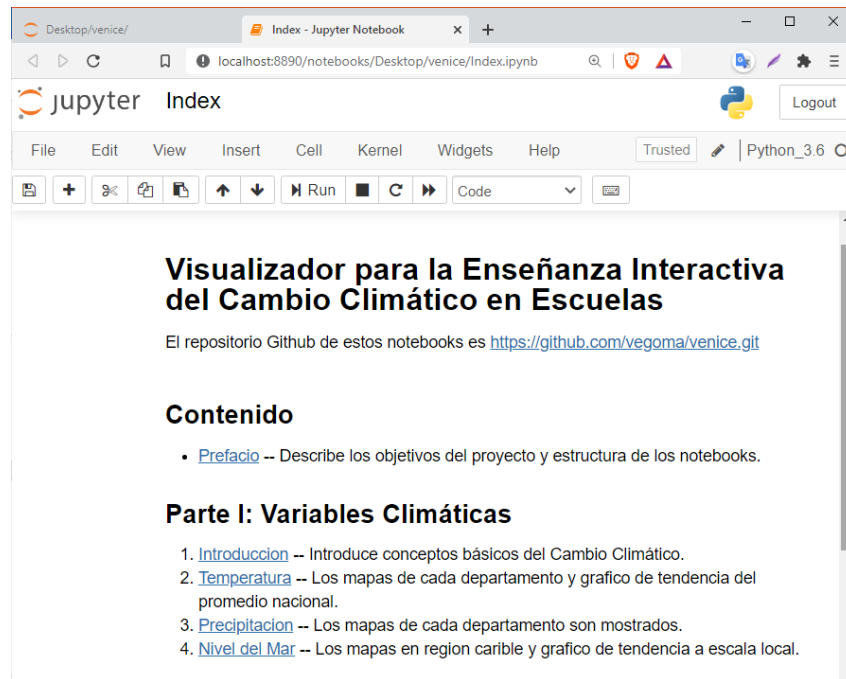 Desktop/venice/
Index - Jupyter Notebook
localhost:8890/notebooks/Desktop/venice/Index.ipynb
jupyter Index
Logout
File Edit View Insert Cell Kernel Widgets Help Trusted Python_3.6
Run Code
Visualizador para la Enseñanza Interactiva
del Cambio Climático en Escuelas
El repositorio Github de estos notebooks es https://github.com/vegoma/venice.git
Contenido
• Prefacio -- Describe los objetivos del proyecto y estructura de los notebooks.
Parte I: Variables Climáticas
1. Introduccion -- Introduce conceptos básicos del Cambio Climático.
2. Temperatura -- Los mapas de cada departamento y grafico de tendencia del
promedio nacional.
3. Precipitacion -- Los mapas de cada departamento son mostrados.
4. Nivel del Mar -- Los mapas en region carible y grafico de tendencia a escala local.